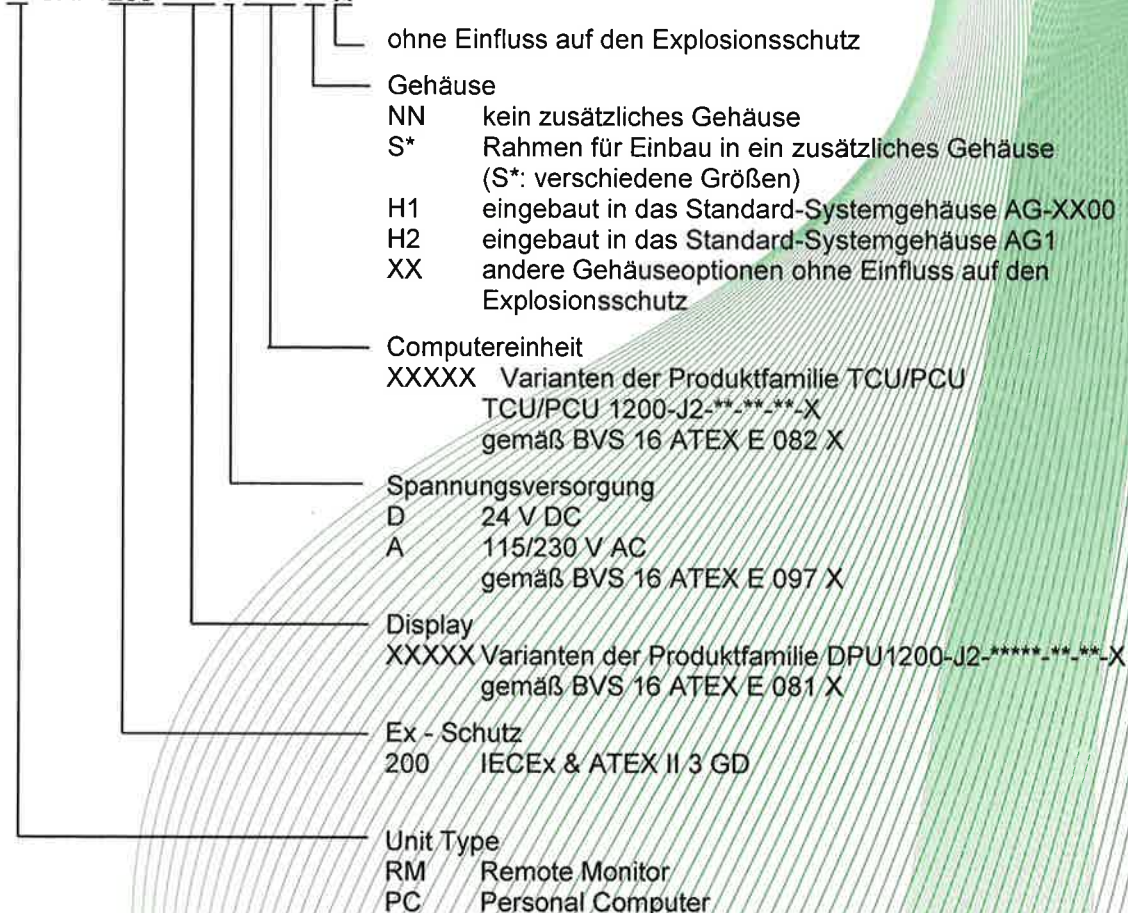 ohne Einfluss auf den Explosionsschutz
Gehäuse
NN kein zusätzliches Gehäuse
S* Rahmen für Einbau in ein zusätzliches Gehäuse
(S*: verschiedene Größen)
H1 eingebaut in das Standard-Systemgehäuse AG-XX00
H2 eingebaut in das Standard-Systemgehäuse AG1
XX andere Gehäuseoptionen ohne Einfluss auf den
Explosionsschutz
Computereinheit
XXXXX Varianten der Produktfamilie TCU/PCU
TCU/PCU 1200-J2-**-**-**-X
gemäß BVS 16 ATEX E 082 X
Spannungsversorgung
D 24 V DC
A 115/230 V AC
gemäß BVS 16 ATEX E 097 X
Display
XXXXX Varianten der Produktfamilie DPU1200-J2-*****-**-**-X
gemäß BVS 16 ATEX E 081 X
Ex - Schutz
200 IECEx & ATEX II 3 GD
Unit Type
RM Remote Monitor
PC Personal Computer